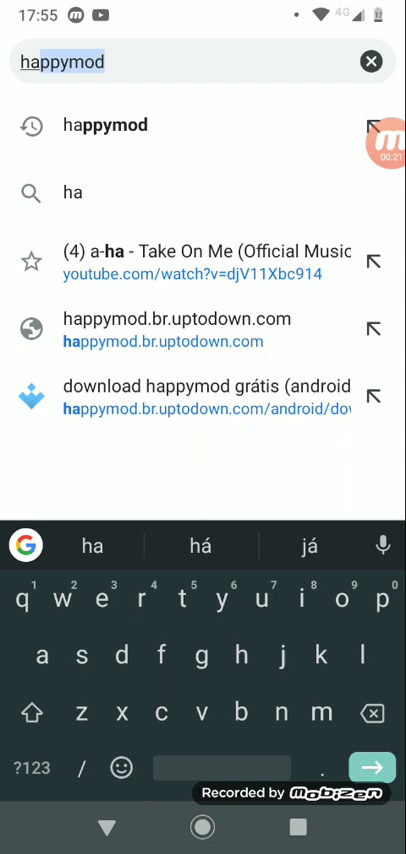 17:55
4G
happymod
happymod
00:21
ha
(4) a-ha - Take On Me (Official Music
youtube.com/watch?v=djV11Xbc914
happymod.br.uptodown.com
happymod.br.uptodown.com
download happymod grátis (android
happymod.br.uptodown.com/android/dov
ha há já
1 2 3 4 5 6 7 8 9 0
q w e r t y u i o p
a s d f g h j k l
z x c v b n m
?123 / .
Recorded by mobizen